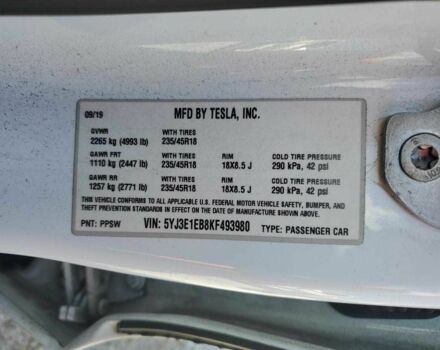 09/19 MFD BY TESLA, INC.
GVWR WITH TIRES
2265 kg (4993 lb) 235/45R18
GAWR FRT WITH TIRES RIM COLD TIRE PRESSURE
1110 kg (2447 lb) 235/45R18 18X8.5 J 290 kPa, 42 psi
GAWR RR WITH TIRES RIM COLD TIRE PRESSURE
1257 kg (2771 lb) 235/45R18 18X8.5 J 290 kPa, 42 psi
THIS VEHICLE CONFORMS TO ALL APPLICABLE U.S. FEDERAL MOTOR VEHICLE SAFETY, BUMPER, AND
THEFT PREVENTION STANDARDS IN EFFECT ON THE DATE OF MANUFACTURE SHOWN ABOVE.
PNT: PPSW VIN: 5YJ3E1EB8KF493980 TYPE: PASSENGER CAR